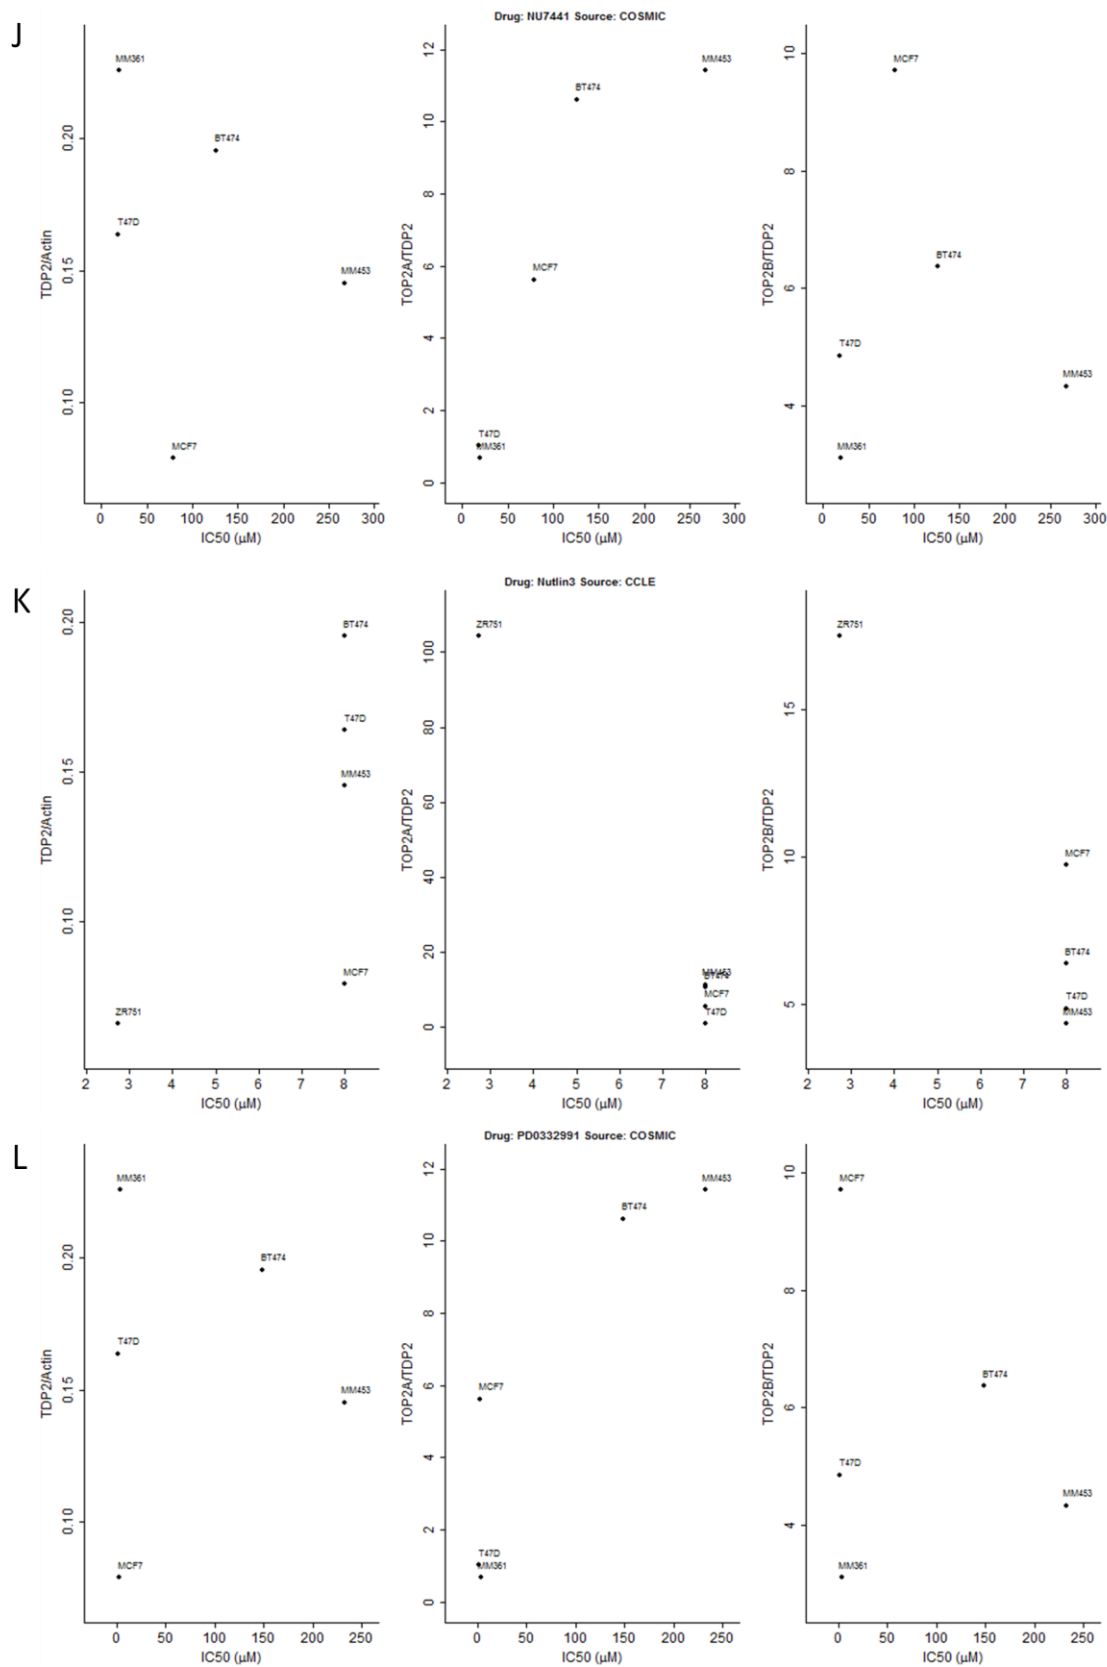 J
Drug: NU7441 Source: COSMIC
TDP2/Actin
0.20
0.15
0.10
MM361
BT474
T47D
MM453
MCF7
0 50 100 150 200 250 300
IC50 (µM)
TOP2A/TDP2
12
10
8
6
4
2
0
MM453
BT474
MCF7
T47D
MM361
0 50 100 150 200 250 300
IC50 (µM)
TOP2B/TDP2
10
8
6
4
MCF7
BT474
T47D
MM453
MM361
0 50 100 150 200 250 300
IC50 (µM)
K
Drug: Nutlin3 Source: CCLE
TDP2/Actin
0.20
0.15
0.10
BT474
T47D
MM453
MCF7
ZR751
2 3 4 5 6 7 8
IC50 (µM)
TOP2A/TDP2
100
80
60
40
20
0
ZR751
MM453
BT474
MCF7
T47D
2 3 4 5 6 7 8
IC50 (µM)
TOP2B/TDP2
15
10
5
ZR751
MCF7
BT474
T47D
MM453
2 3 4 5 6 7 8
IC50 (µM)
L
Drug: PD0332991 Source: COSMIC
TDP2/Actin
0.20
0.15
0.10
MM361
BT474
T47D
MM453
MCF7
0 50 100 150 200 250
IC50 (µM)
TOP2A/TDP2
12
10
8
6
4
2
0
MM453
BT474
MCF7
T47D
MM361
0 50 100 150 200 250
IC50 (µM)
TOP2B/TDP2
10
8
6
4
MCF7
BT474
T47D
MM453
MM361
0 50 100 150 200 250
IC50 (µM)